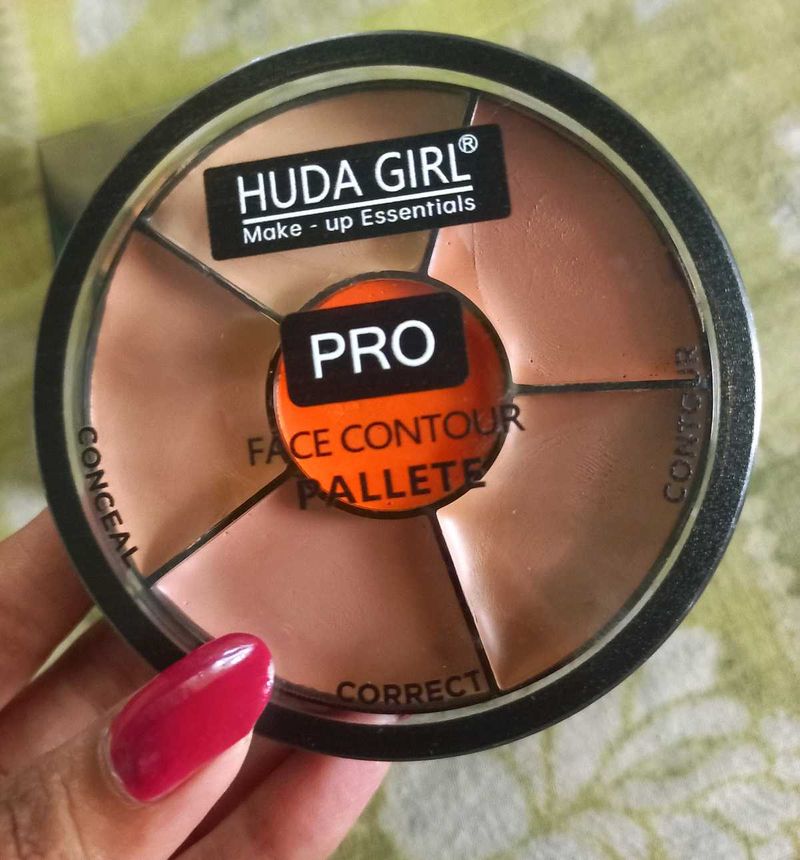 HUDA GIRL®
Make - up Essentials
PRO
FACE CONTOUR
PALLETE
CONCEAL
CONTOUR
CORRECT